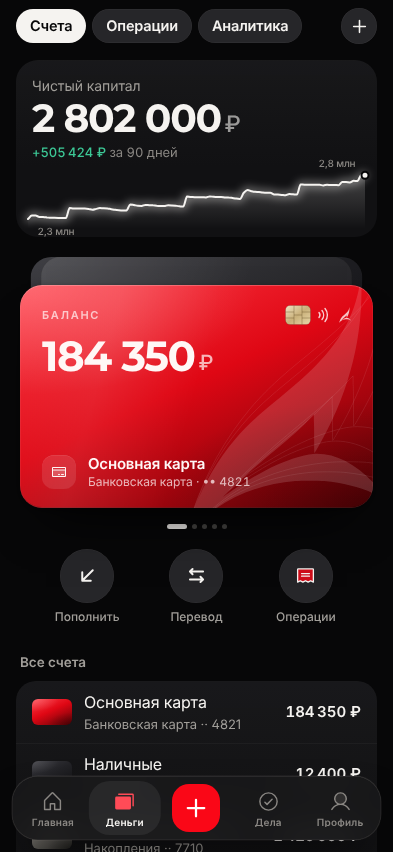 Счета Операции Аналитика
Чистый капитал
2 802 000 ₽
+505 424 ₽ за 90 дней
2,8 млн
2,3 млн
БАЛАНС
184 350 ₽
Основная карта
Банковская карта · •• 4821
Пополнить Перевод Операции
Все счета
Основная карта
184 350 ₽
Банковская карта ·· 4821
Наличные
12 400 ₽
Главная Деньги Дела Профиль
Накопления ·· 7710